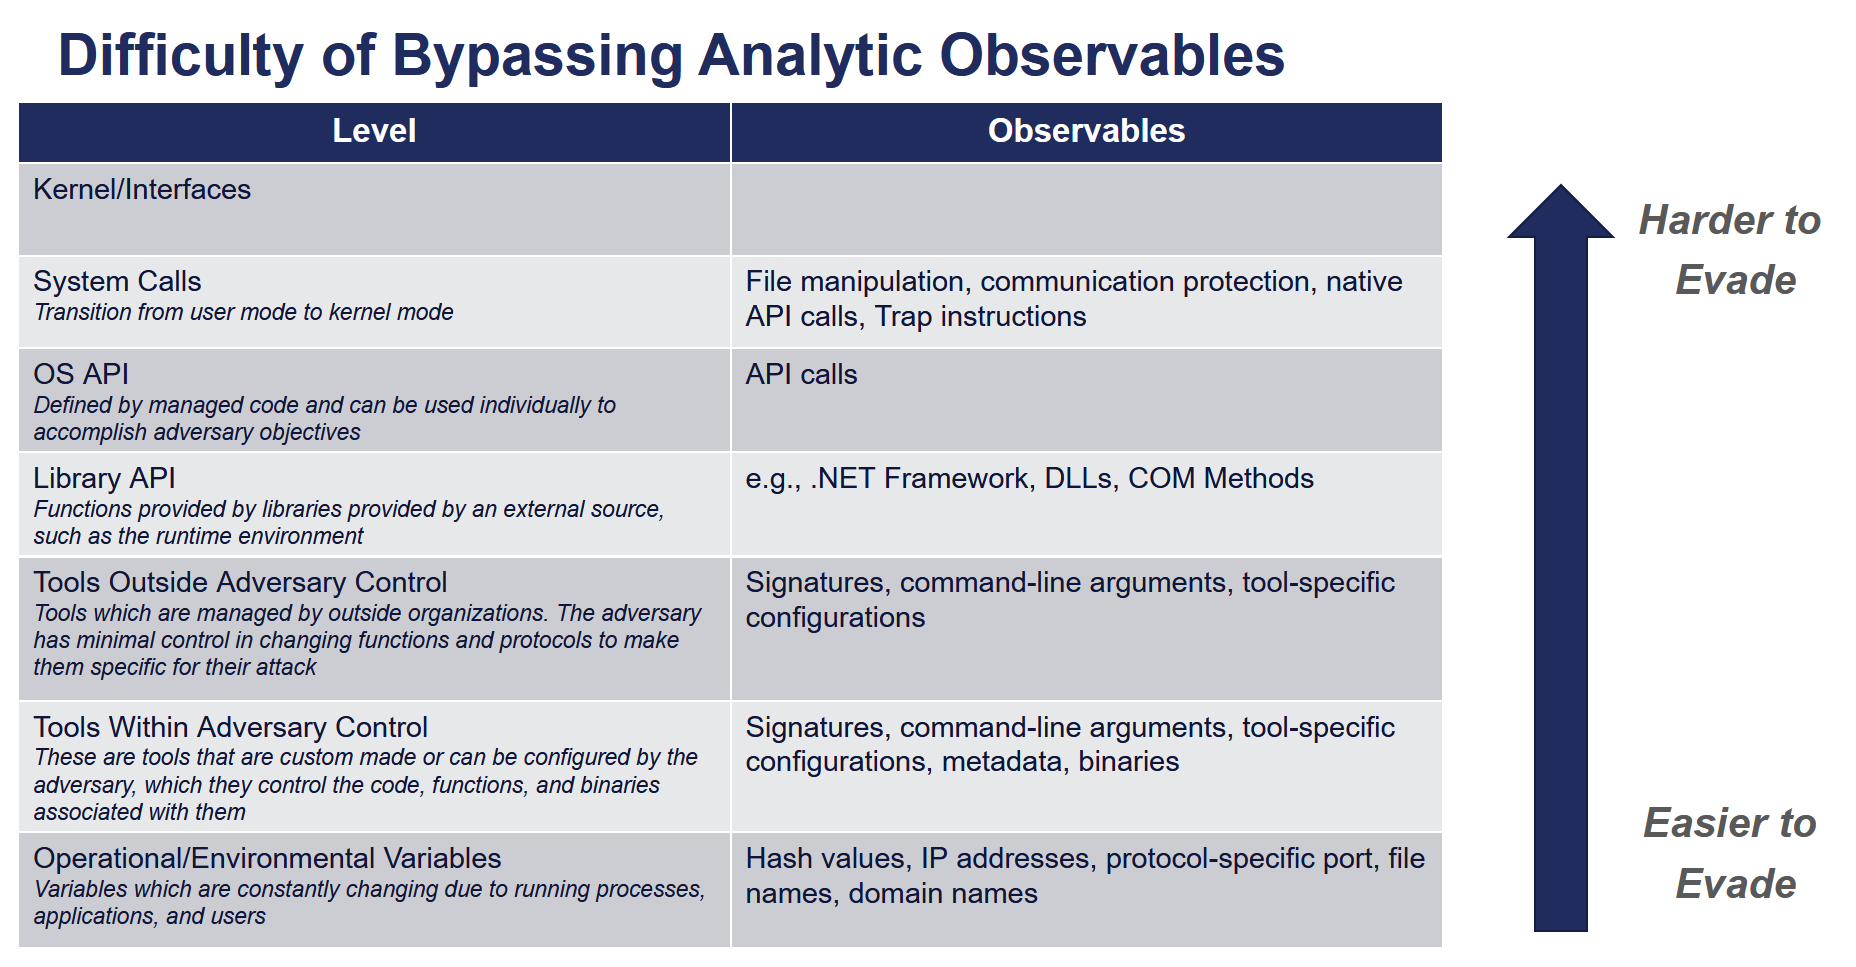 Difficulty of Bypassing Analytic Observables
Level
Observables
Kernel/Interfaces
System Calls
Transition from user mode to kernel mode
File manipulation, communication protection, native
API calls, Trap instructions
OS API
Defined by managed code and can be used individually to
accomplish adversary objectives
API calls
Library API
Functions provided by libraries provided by an external source,
such as the runtime environment
e.g., .NET Framework, DLLs, COM Methods
Tools Outside Adversary Control
Tools which are managed by outside organizations. The adversary
has minimal control in changing functions and protocols to make
them specific for their attack
Signatures, command-line arguments, tool-specific
configurations
Tools Within Adversary Control
These are tools that are custom made or can be configured by the
adversary, which they control the code, functions, and binaries
associated with them
Signatures, command-line arguments, tool-specific
configurations, metadata, binaries
Operational/Environmental Variables
Variables which are constantly changing due to running processes,
applications, and users
Hash values, IP addresses, protocol-specific port, file
names, domain names
Harder to
Evade
Easier to
Evade